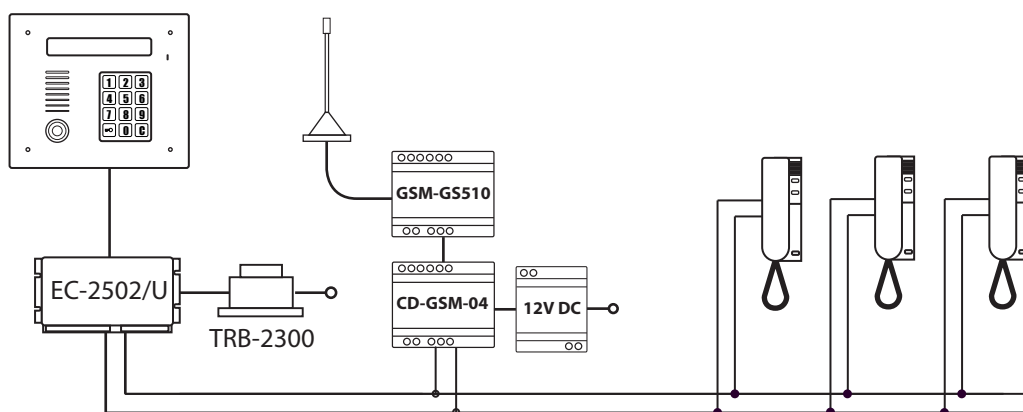 1 2 3
4 5 6
7 8 9
0 C
GSM-GS510
EC-2502/U
TRB-2300
CD-GSM-04
12V DC